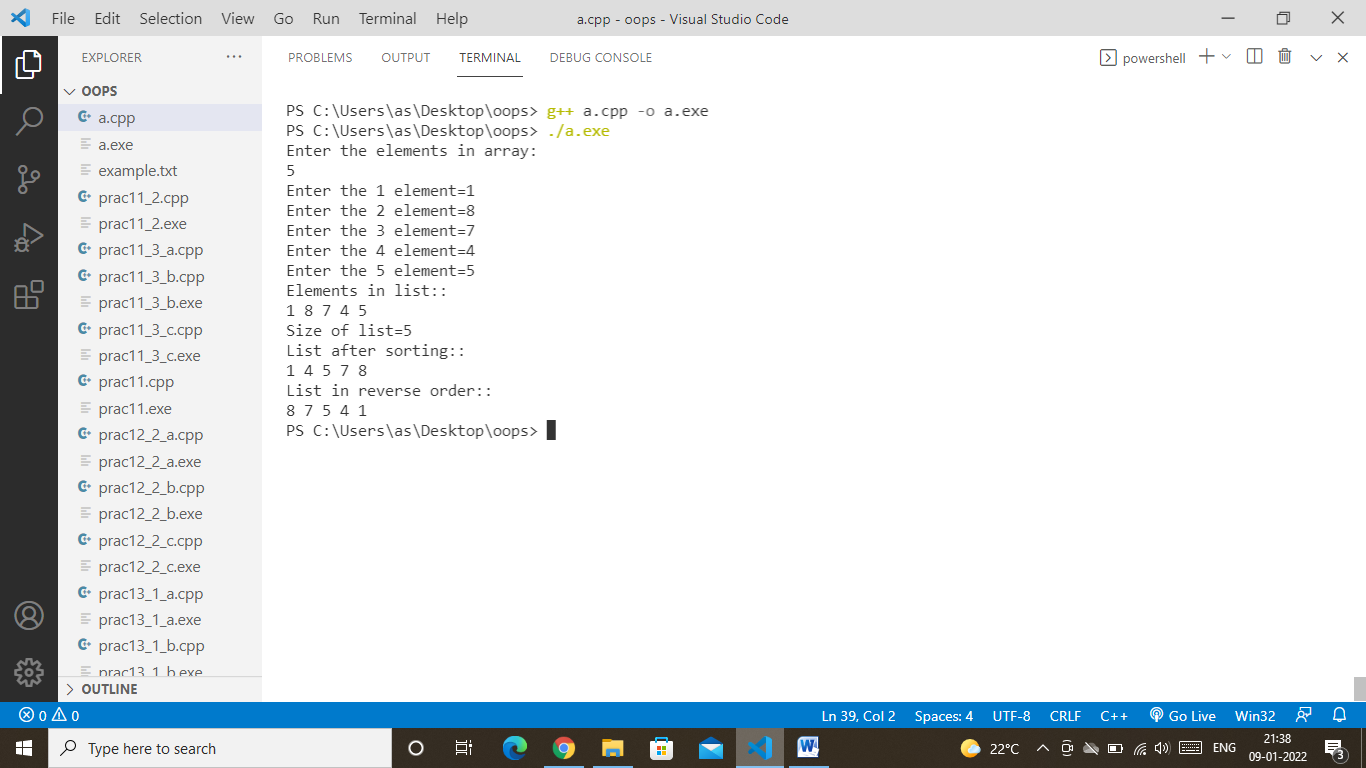 File Edit Selection View Go Run Terminal Help a.cpp - oops - Visual Studio Code
EXPLORER ...
OOPS
a.cpp
a.exe
example.txt
prac11_2.cpp
prac11_2.exe
prac11_3_a.cpp
prac11_3_b.cpp
prac11_3_b.exe
prac11_3_c.cpp
prac11_3_c.exe
prac11.cpp
prac11.exe
prac12_2_a.cpp
prac12_2_a.exe
prac12_2_b.cpp
prac12_2_b.exe
prac12_2_c.cpp
prac12_2_c.exe
prac13_1_a.cpp
prac13_1_a.exe
prac13_1_b.cpp
prac13_1_b.exe
OUTLINE
PROBLEMS OUTPUT TERMINAL DEBUG CONSOLE powershell
PS C:\Users\as\Desktop\oops> g++ a.cpp -o a.exe
PS C:\Users\as\Desktop\oops> ./a.exe
Enter the elements in array:
5
Enter the 1 element=1
Enter the 2 element=8
Enter the 3 element=7
Enter the 4 element=4
Enter the 5 element=5
Elements in list::
1 8 7 4 5
Size of list=5
List after sorting::
1 4 5 7 8
List in reverse order::
8 7 5 4 1
PS C:\Users\as\Desktop\oops>
0 0 Ln 39, Col 2 Spaces: 4 UTF-8 CRLF C++ Go Live Win32
Type here to search 22°C ENG 21:38
09-01-2022 3